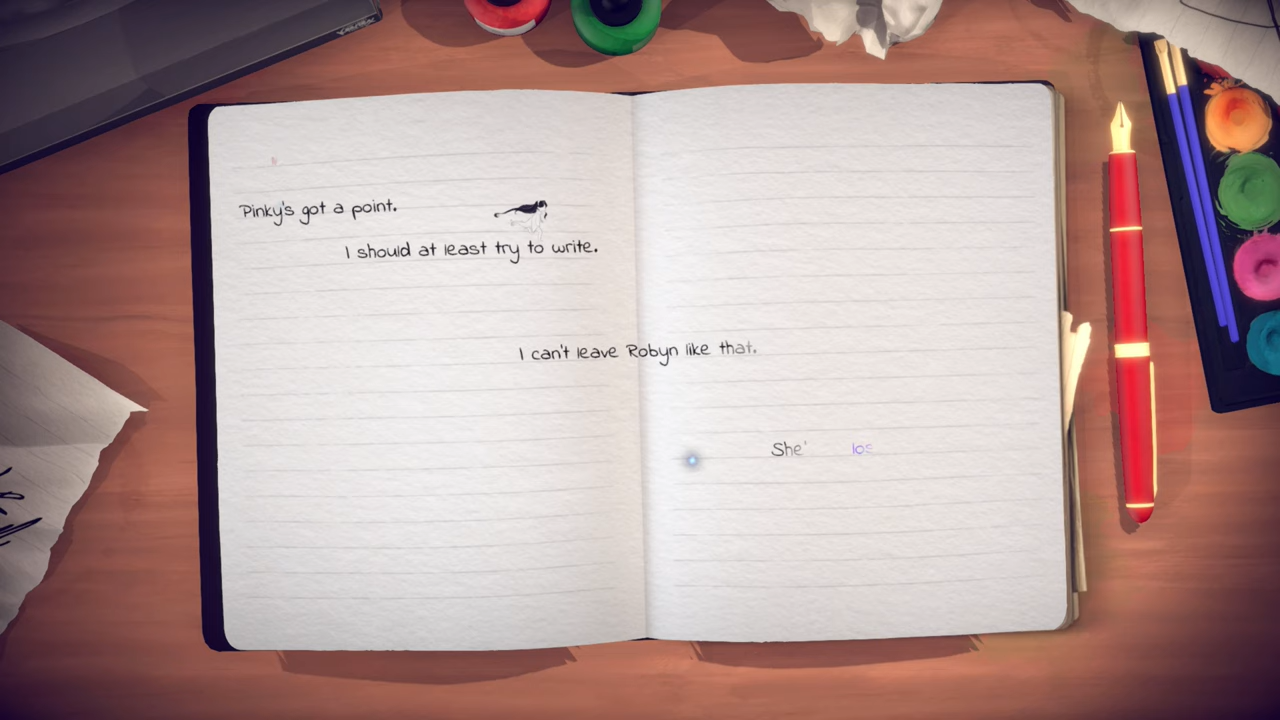 Pinky's got a point.
I should at least try to write.
I can't leave Robyn like that.
She'